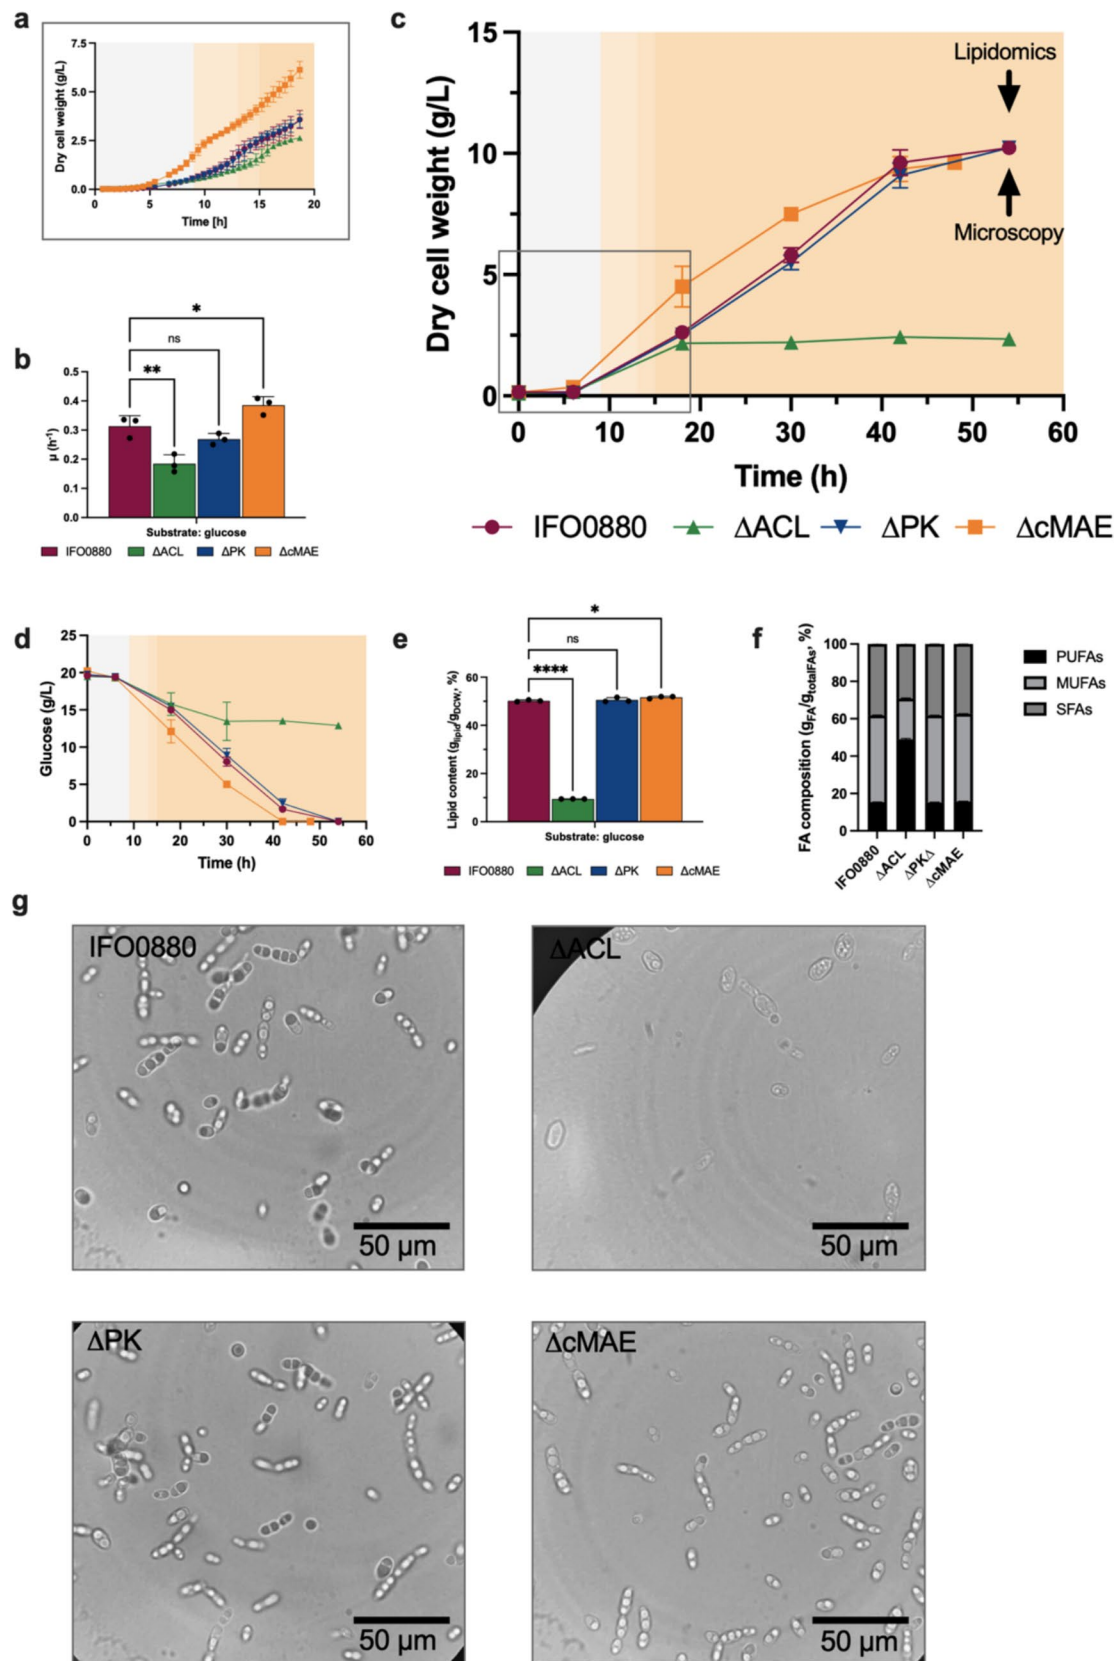 a
7.5
5.0
2.5
0.0
Dry cell weight (g/L)
0 5 10 15 20
Time [h]
b
*
ns
**
0.5
0.4
0.3
0.2
0.1
0.0
μ (h⁻¹)
Substrate: glucose
IFO0880 ΔACL ΔPK ΔcMAE
c
15
10
5
0
Dry cell weight (g/L)
Lipidomics
Microscopy
0 10 20 30 40 50 60
Time (h)
IFO0880 ΔACL ΔPK ΔcMAE
d
25
20
15
10
5
0
Glucose (g/L)
0 10 20 30 40 50 60
Time (h)
e
*
ns
****
60
40
20
0
Lipid content (glipid/gDCW, %)
Substrate: glucose
IFO0880 ΔACL ΔPK ΔcMAE
f
100
80
60
40
20
0
FA composition (gFA/gtotalFAs, %)
IFO0880
ΔACL
ΔPKΔ
ΔcMAE
PUFAs
MUFAs
SFAs
g
IFO0880
50 μm
ΔACL
50 μm
ΔPK
50 μm
ΔcMAE
50 μm